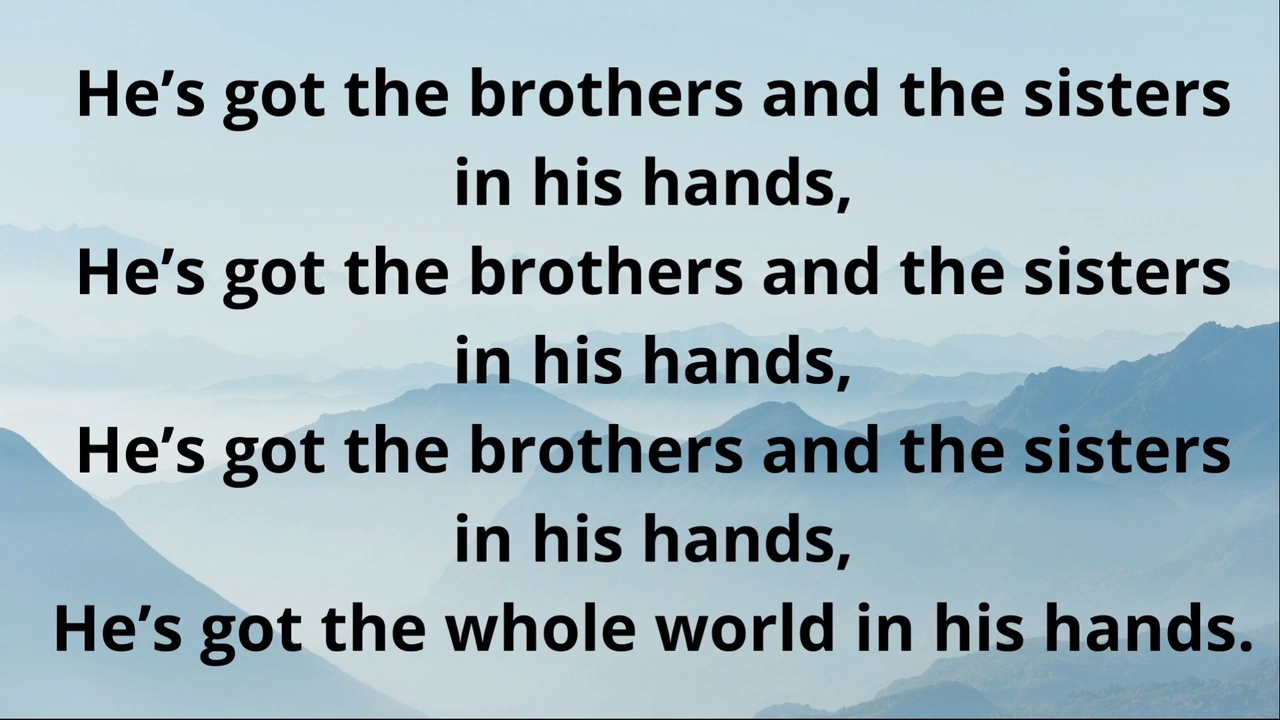 He’s got the brothers and the sisters
in his hands,
He’s got the brothers and the sisters
in his hands,
He’s got the brothers and the sisters
in his hands,
He’s got the whole world in his hands.